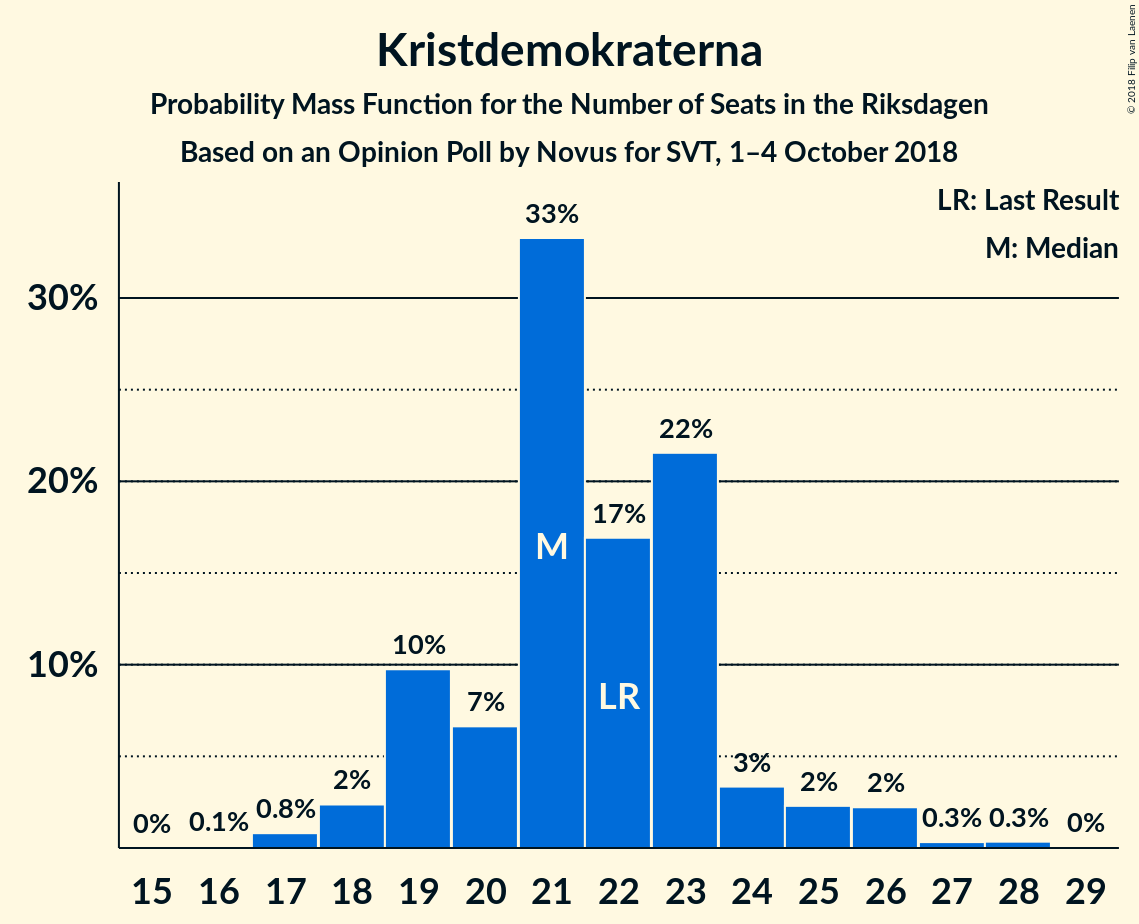 Kristdemokraterna
Probability Mass Function for the Number of Seats in the Riksdagen
Based on an Opinion Poll by Novus for SVT, 1–4 October 2018
© 2018 Filip van Laenen
LR: Last Result
M: Median
30%
20%
10%
0%
0.1%
0.8%
2%
10%
7%
33%
17%
22%
3%
2%
2%
0.3%
0.3%
0%
M
LR
15 16 17 18 19 20 21 22 23 24 25 26 27 28 29